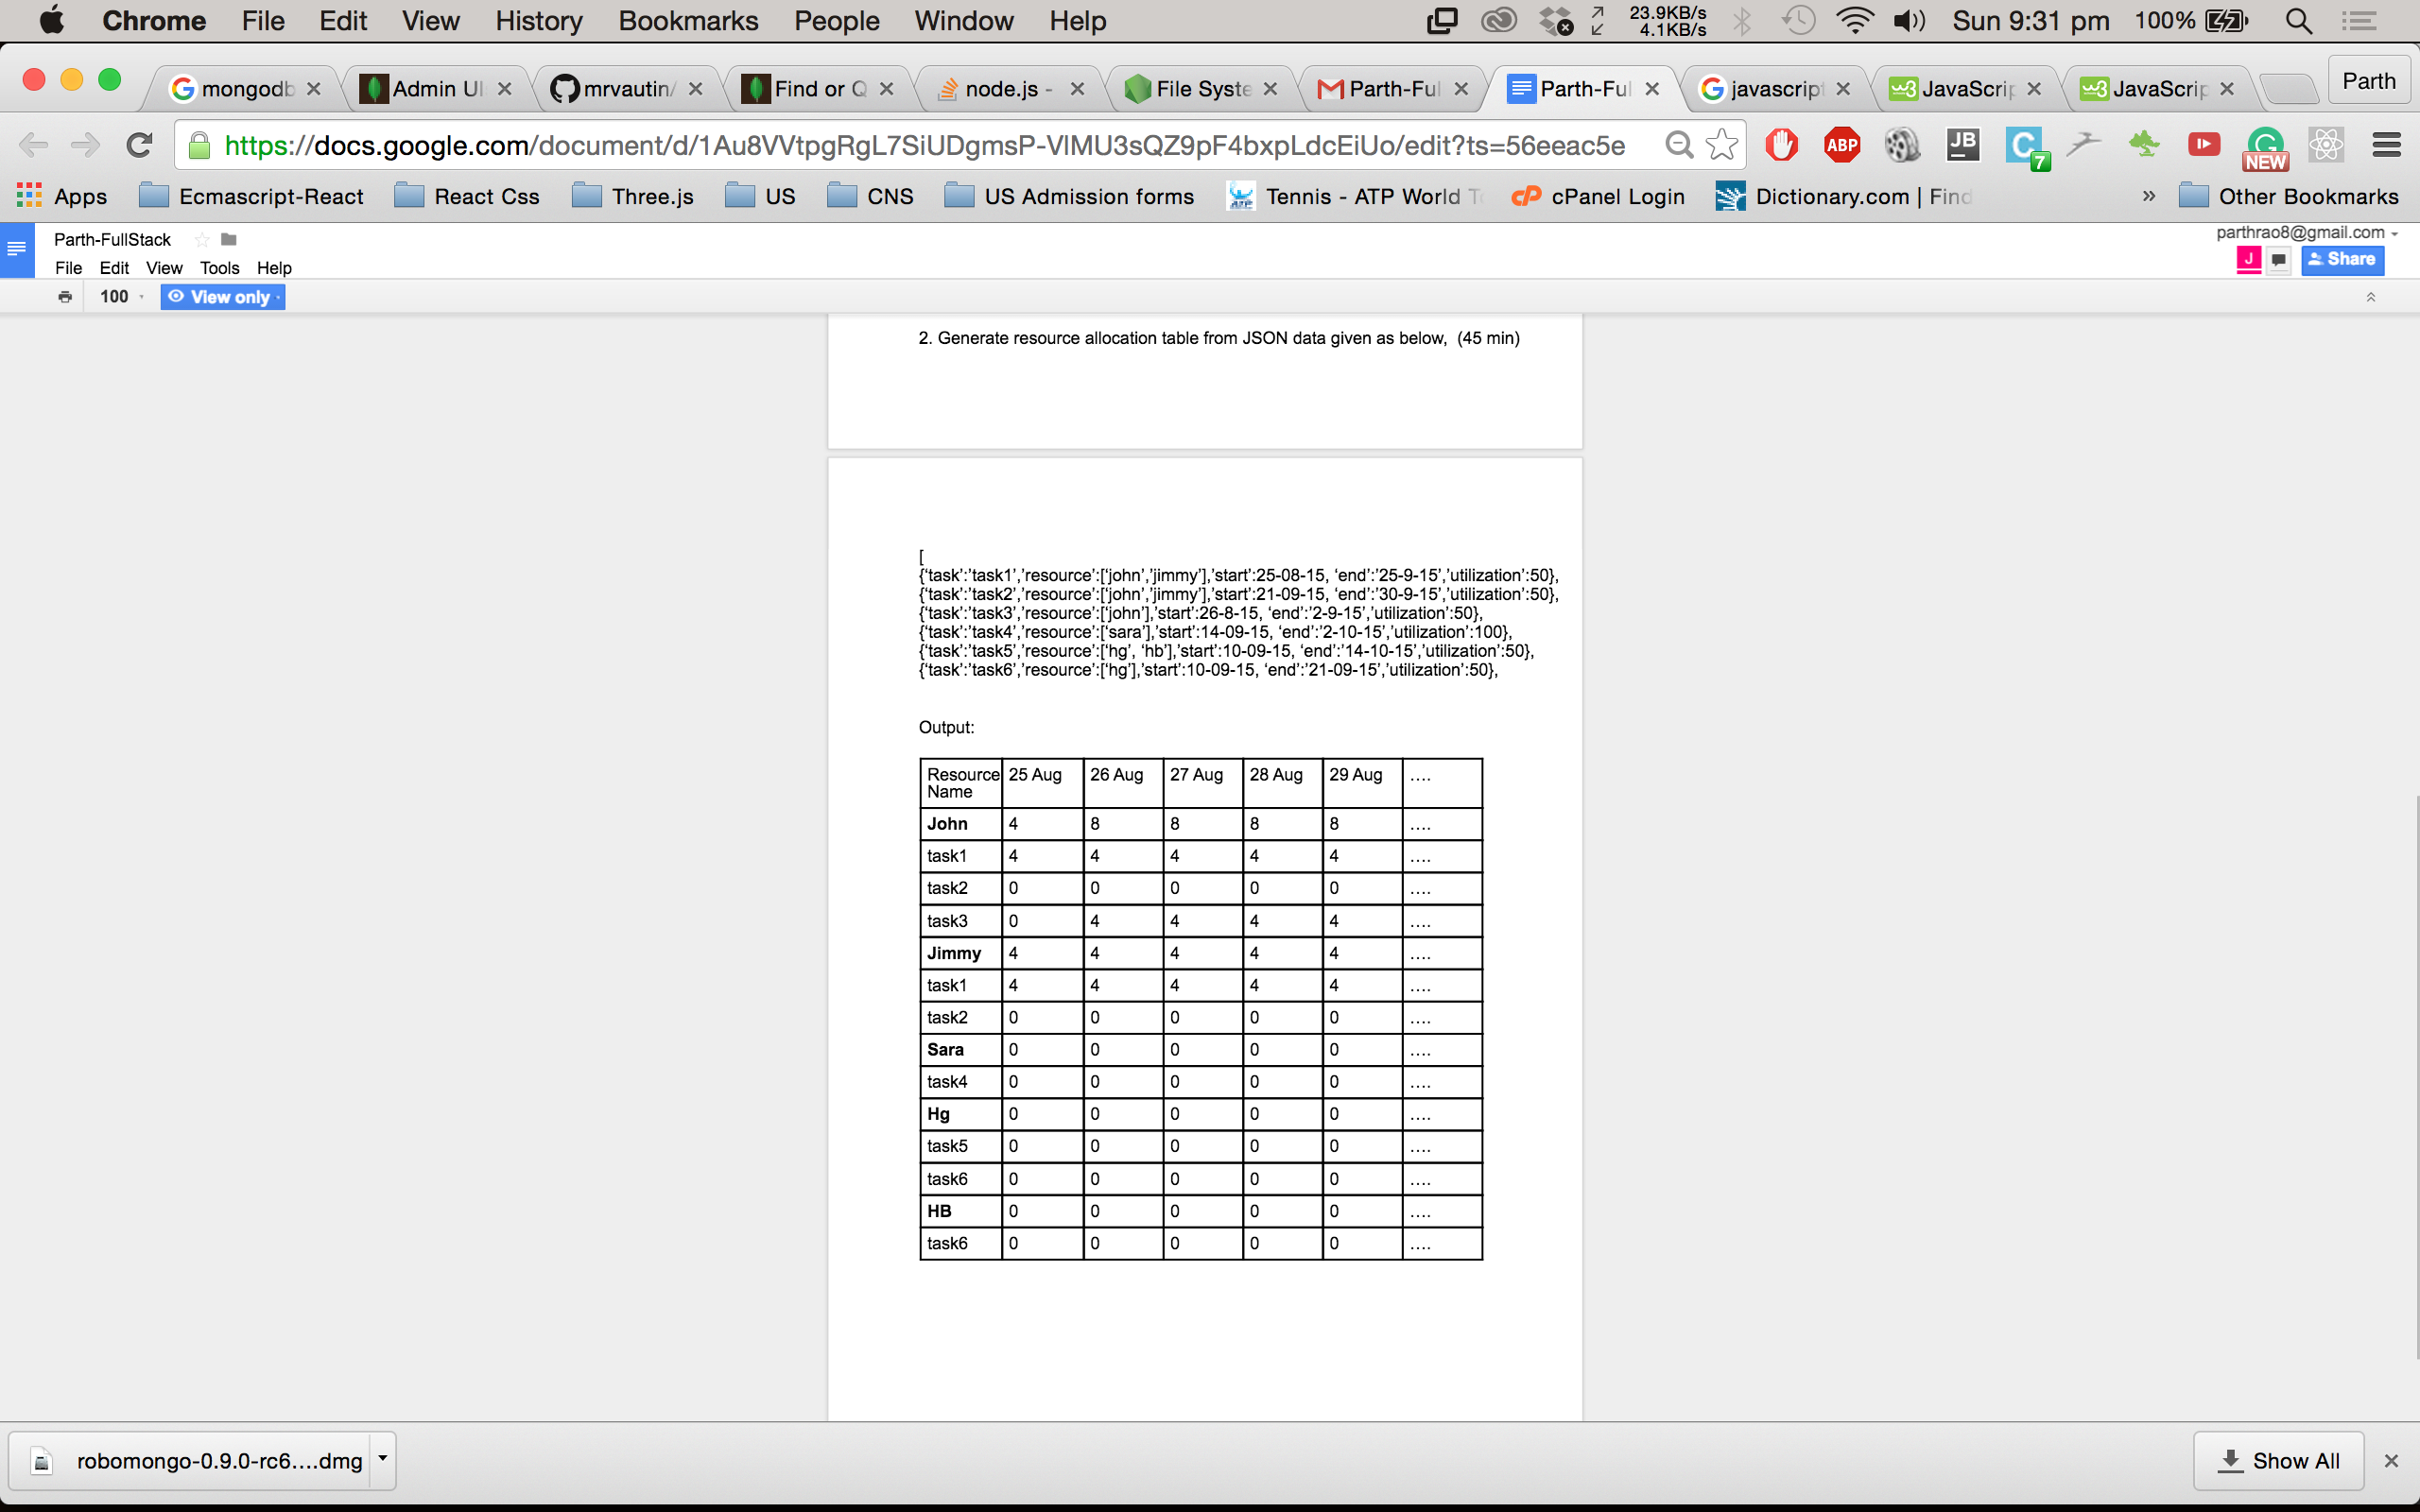 Chrome File Edit View History Bookmarks People Window Help 23.9KB/s 4.1KB/s Sun 9:31 pm 100%
mongodb Admin UI mrvautin/ Find or Q node.js - File Syste Parth-Ful Parth-Ful javascript JavaScrip JavaScrip Parth
https://docs.google.com/document/d/1Au8VVtpgRgL7SiUDgmsP-VlMU3sQZ9pF4bxpLdcEiUo/edit?ts=56eeac5e ABP JB C 7 NEW
Apps Ecmascript-React React Css Three.js US CNS US Admission forms Tennis - ATP World cPanel Login Dictionary.com | Find » Other Bookmarks
Parth-FullStack parthrao8@gmail.com
File Edit View Tools Help J Share
100 View only
2. Generate resource allocation table from JSON data given as below, (45 min)
[
{‘task’:’task1’,’resource’:[‘john’,’jimmy’],’start’:25-08-15, ‘end’:’25-9-15’,’utilization’:50},
{‘task’:’task2’,’resource’:[‘john’,’jimmy’],’start’:21-09-15, ‘end’:’30-9-15’,’utilization’:50},
{‘task’:’task3’,’resource’:[‘john’],’start’:26-8-15, ‘end’:’2-9-15’,’utilization’:50},
{‘task’:’task4’,’resource’:[‘sara’],’start’:14-09-15, ‘end’:’2-10-15’,’utilization’:100},
{‘task’:’task5’,’resource’:[‘hg’, ‘hb’],’start’:10-09-15, ‘end’:’14-10-15’,’utilization’:50},
{‘task’:’task6’,’resource’:[‘hg’],’start’:10-09-15, ‘end’:’21-09-15’,’utilization’:50},
Output:
Resource Name 25 Aug 26 Aug 27 Aug 28 Aug 29 Aug ....
John 4 8 8 8 8 ....
task1 4 4 4 4 4 ....
task2 0 0 0 0 0 ....
task3 0 4 4 4 4 ....
Jimmy 4 4 4 4 4 ....
task1 4 4 4 4 4 ....
task2 0 0 0 0 0 ....
Sara 0 0 0 0 0 ....
task4 0 0 0 0 0 ....
Hg 0 0 0 0 0 ....
task5 0 0 0 0 0 ....
task6 0 0 0 0 0 ....
HB 0 0 0 0 0 ....
task6 0 0 0 0 0 ....
robomongo-0.9.0-rc6....dmg Show All